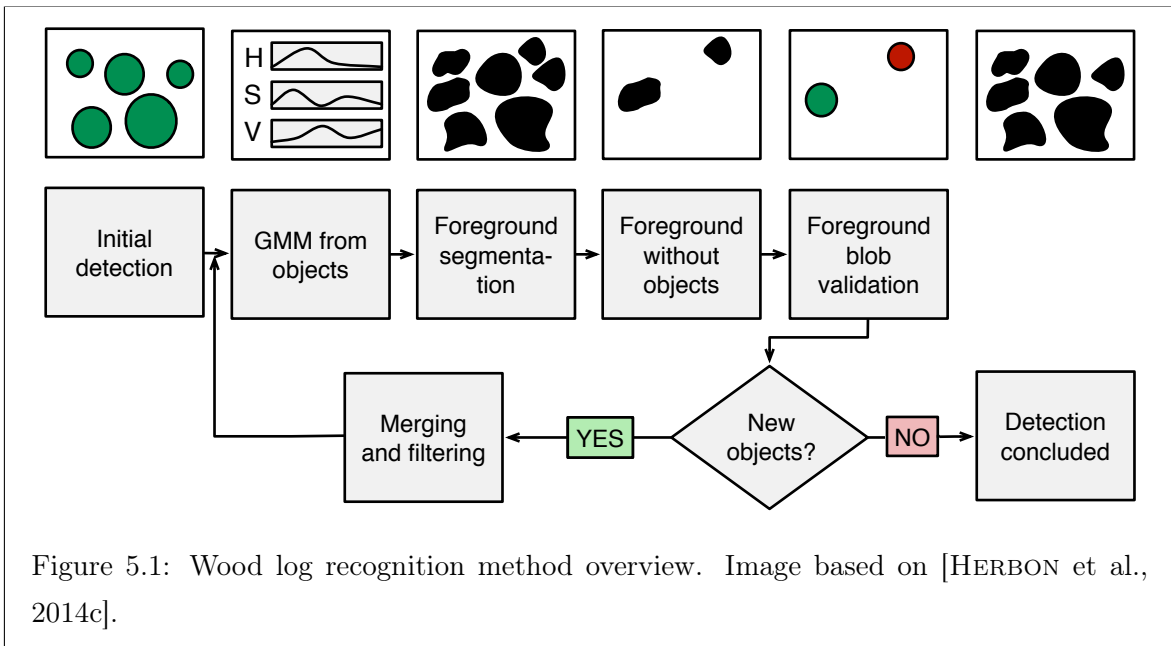 H
S
V
Initial
detection
GMM from
objects
Foreground
segmenta-
tion
Foreground
without
objects
Foreground
blob
validation
Merging
and filtering
YES
New
objects?
NO
Detection
concluded
Figure 5.1: Wood log recognition method overview. Image based on [HERBON et al.,
2014c].